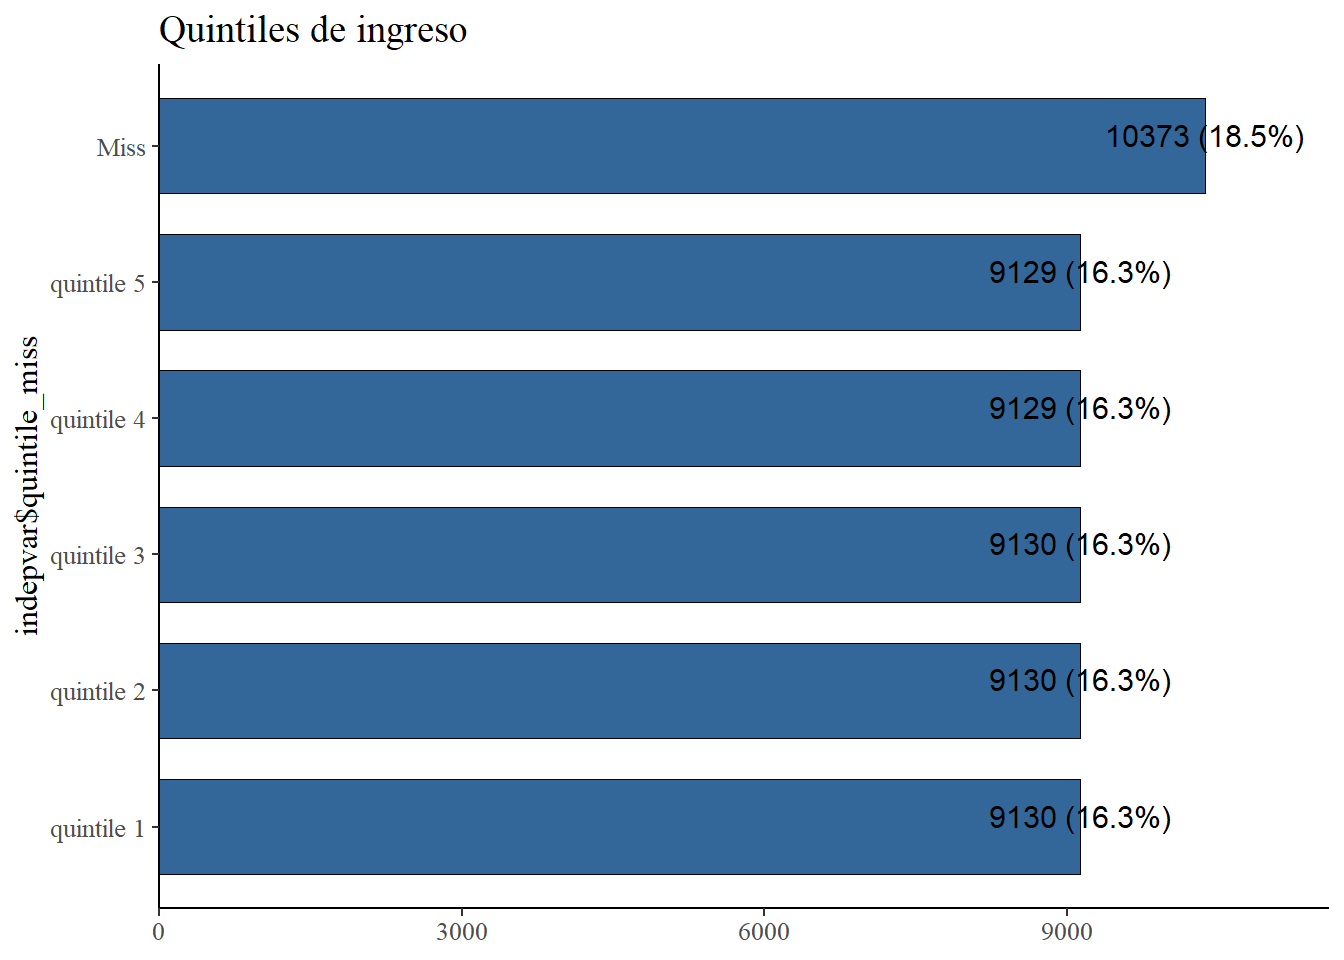 Quintiles de ingreso
indepvar$quintile_miss
Miss
10373 (18.5%)
quintile 5
9129 (16.3%)
quintile 4
9129 (16.3%)
quintile 3
9130 (16.3%)
quintile 2
9130 (16.3%)
quintile 1
9130 (16.3%)
0
3000
6000
9000